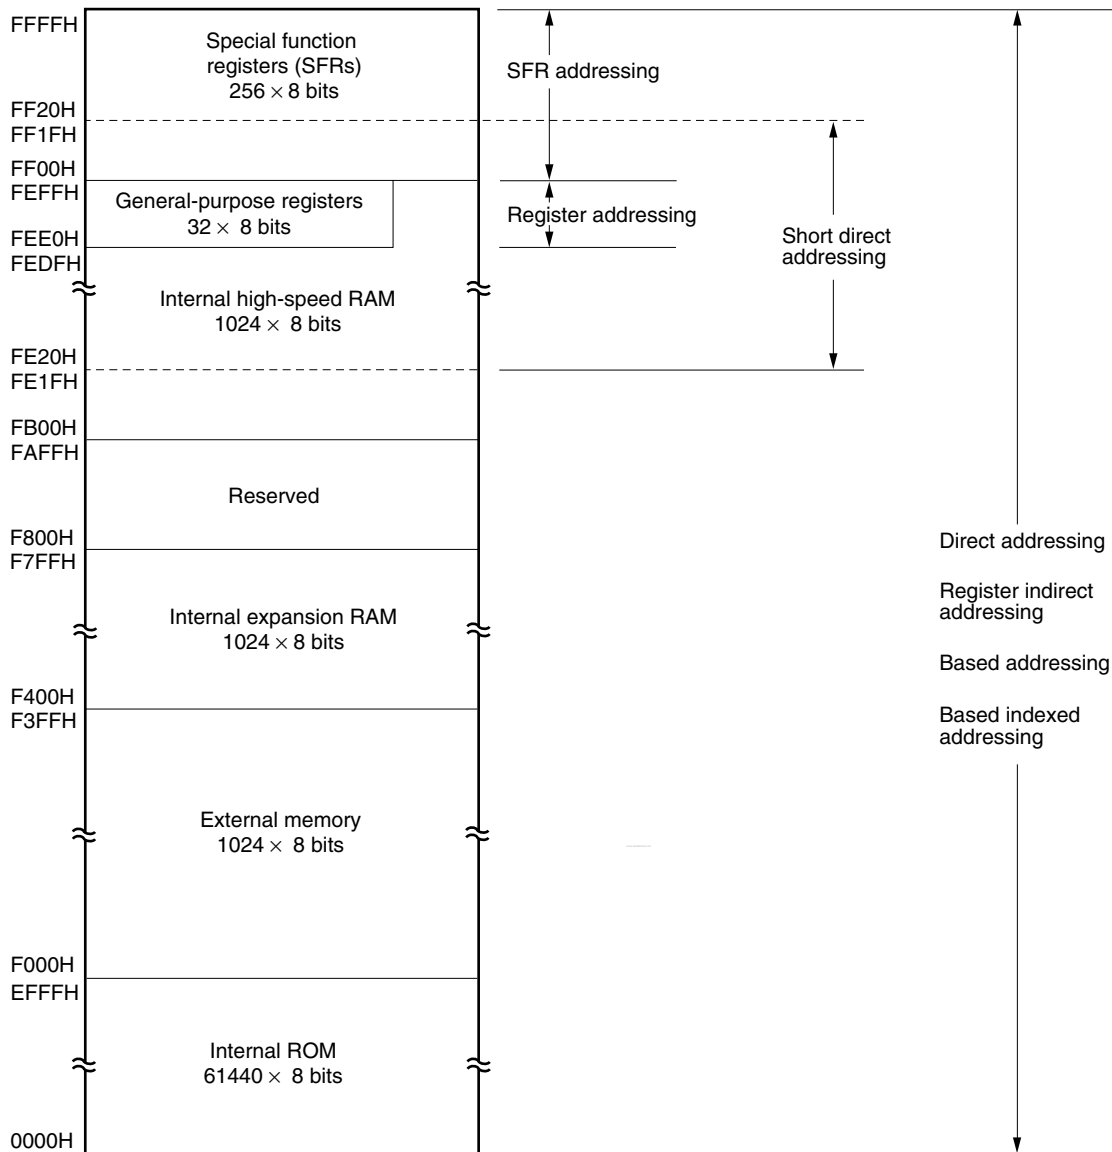 FFFFH
Special function
registers (SFRs)
256 × 8 bits
SFR addressing
FF20H
FF1FH
FF00H
FEFFH
General-purpose registers
32 × 8 bits
Register addressing
FEE0H
FEDFH
Short direct
addressing
Internal high-speed RAM
1024 × 8 bits
FE20H
FE1FH
FB00H
FAFFH
Reserved
F800H
F7FFH
Direct addressing
Register indirect
addressing
Based addressing
Based indexed
addressing
Internal expansion RAM
1024 × 8 bits
F400H
F3FFH
External memory
1024 × 8 bits
F000H
EFFFH
Internal ROM
61440 × 8 bits
0000H